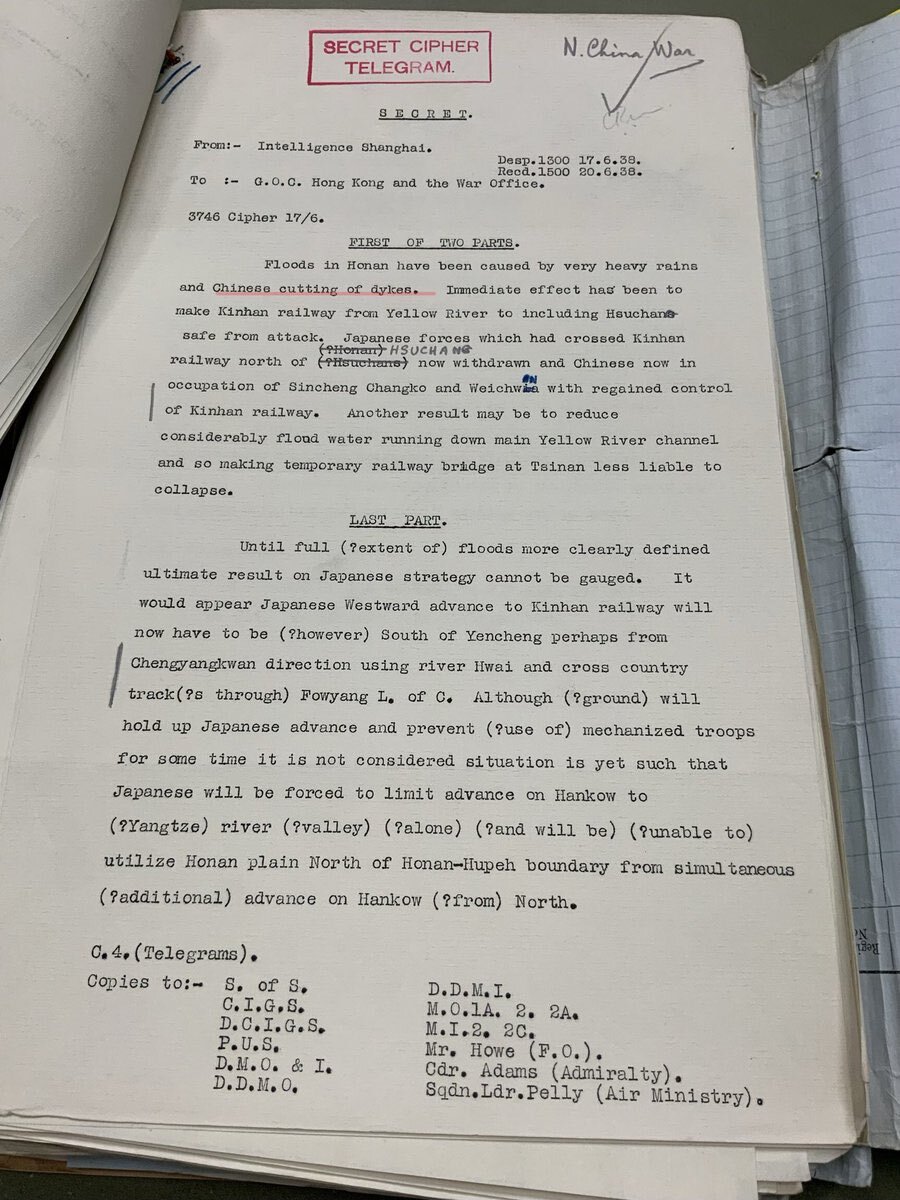 SECRET CIPHER
TELEGRAM.
N. China War
SECRET.
From:- Intelligence Shanghai.
Desp.1300 17.6.38.
Recd.1500 20.6.38.
To :- G.O.C. Hong Kong and the War Office.
3746 Cipher 17/6.
FIRST OF TWO PARTS.
Floods in Honan have been caused by very heavy rains
and Chinese cutting of dykes. Immediate effect has been to
make Kinhan railway from Yellow River to including Hsuchang
safe from attack. Japanese forces which had crossed Kinhan
(?Honan) HSUCHANG
railway north of (?Hsuchans) now withdrawn and Chinese now in
occupation of Sincheng Changko and Weichwan with regained control
of Kinhan railway. Another result may be to reduce
considerably flood water running down main Yellow River channel
and so making temporary railway bridge at Tsinan less liable to
collapse.
LAST PART.
Until full (?extent of) floods more clearly defined
ultimate result on Japanese strategy cannot be gauged. It
would appear Japanese Westward advance to Kinhan railway will
now have to be (?however) South of Yencheng perhaps from
Chengyangkwan direction using river Hwai and cross country
track(?s through) Fowyang L. of C. Although (?ground) will
hold up Japanese advance and prevent (?use of) mechanized troops
for some time it is not considered situation is yet such that
Japanese will be forced to limit advance on Hankow to
(?Yangtze) river (?valley) (?alone) (?and will be) (?unable to)
utilize Honan plain North of Honan-Hupeh boundary from simultaneous
(?additional) advance on Hankow (?from) North.
C.4.(Telegrams).
Copies to:- S. of S.
C.I.G.S.
D.C.I.G.S.
P.U.S.
D.M.O. & I.
D.D.M.O.
D.D.M.I.
M.O.1A. 2. 2A.
M.I.2. 2C.
Mr. Howe (F.O.).
Cdr. Adams (Admiralty).
Sqdn.Ldr.Pelly (Air Ministry).